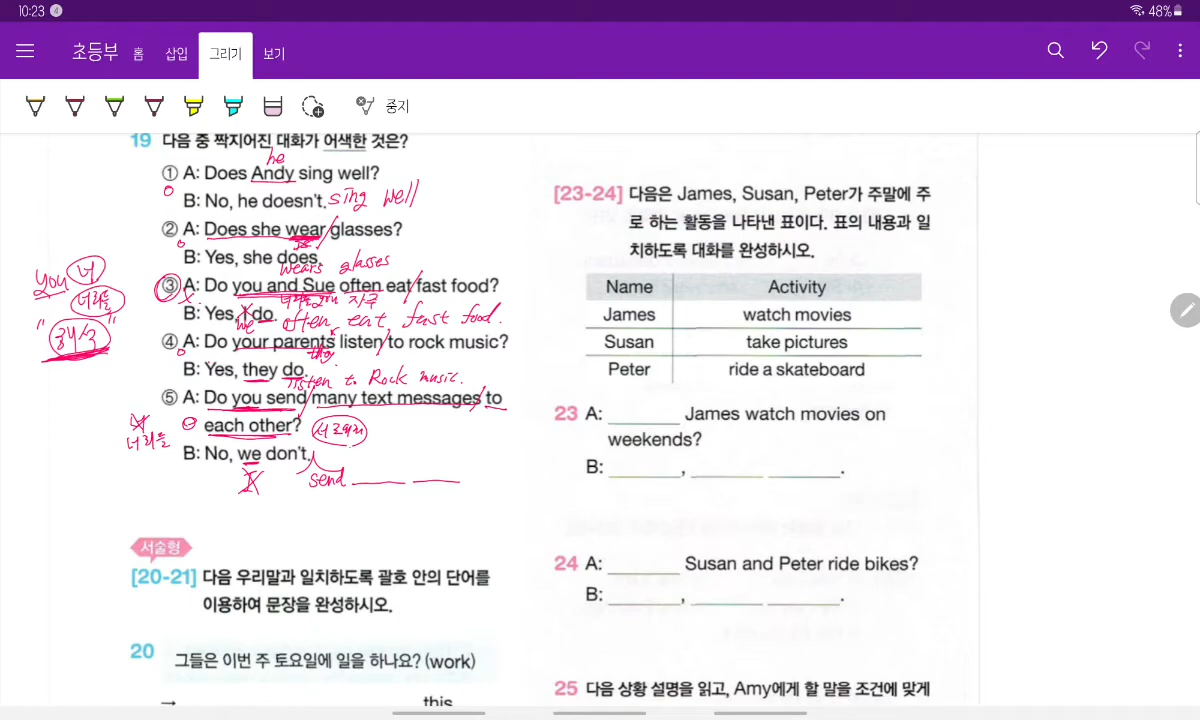 10:23 4 48%
초등부 홈 삽입 그리기 보기
중지
19 다음 중 짝지어진 대화가 어색한 것은?
he
① A: Does Andy sing well?
B: No, he doesn't. sing well
② A: Does she wear glasses?
B: Yes, she does.
wears glasses
you 너
너희들
③ A: Do you and Sue often eat fast food?
자주
B: Yes, I do.
we often eat fast food.
"해석"
④ A: Do your parents listen to rock music?
they
B: Yes, they do.
listen to Rock music.
⑤ A: Do you send many text messages to
each other?
너희들
B: No, we don't.
I
send
서술형
[20-21] 다음 우리말과 일치하도록 괄호 안의 단어를
이용하여 문장을 완성하시오.
20 그들은 이번 주 토요일에 일을 하나요? (work)
→ this
[23-24] 다음은 James, Susan, Peter가 주말에 주
로 하는 활동을 나타낸 표이다. 표의 내용과 일
치하도록 대화를 완성하시오.
Name Activity
James watch movies
Susan take pictures
Peter ride a skateboard
23 A: ______ James watch movies on
weekends?
B: ______, ______ ______.
24 A: ______ Susan and Peter ride bikes?
B: ______, ______ ______.
25 다음 상황 설명을 읽고, Amy에게 할 말을 조건에 맞게